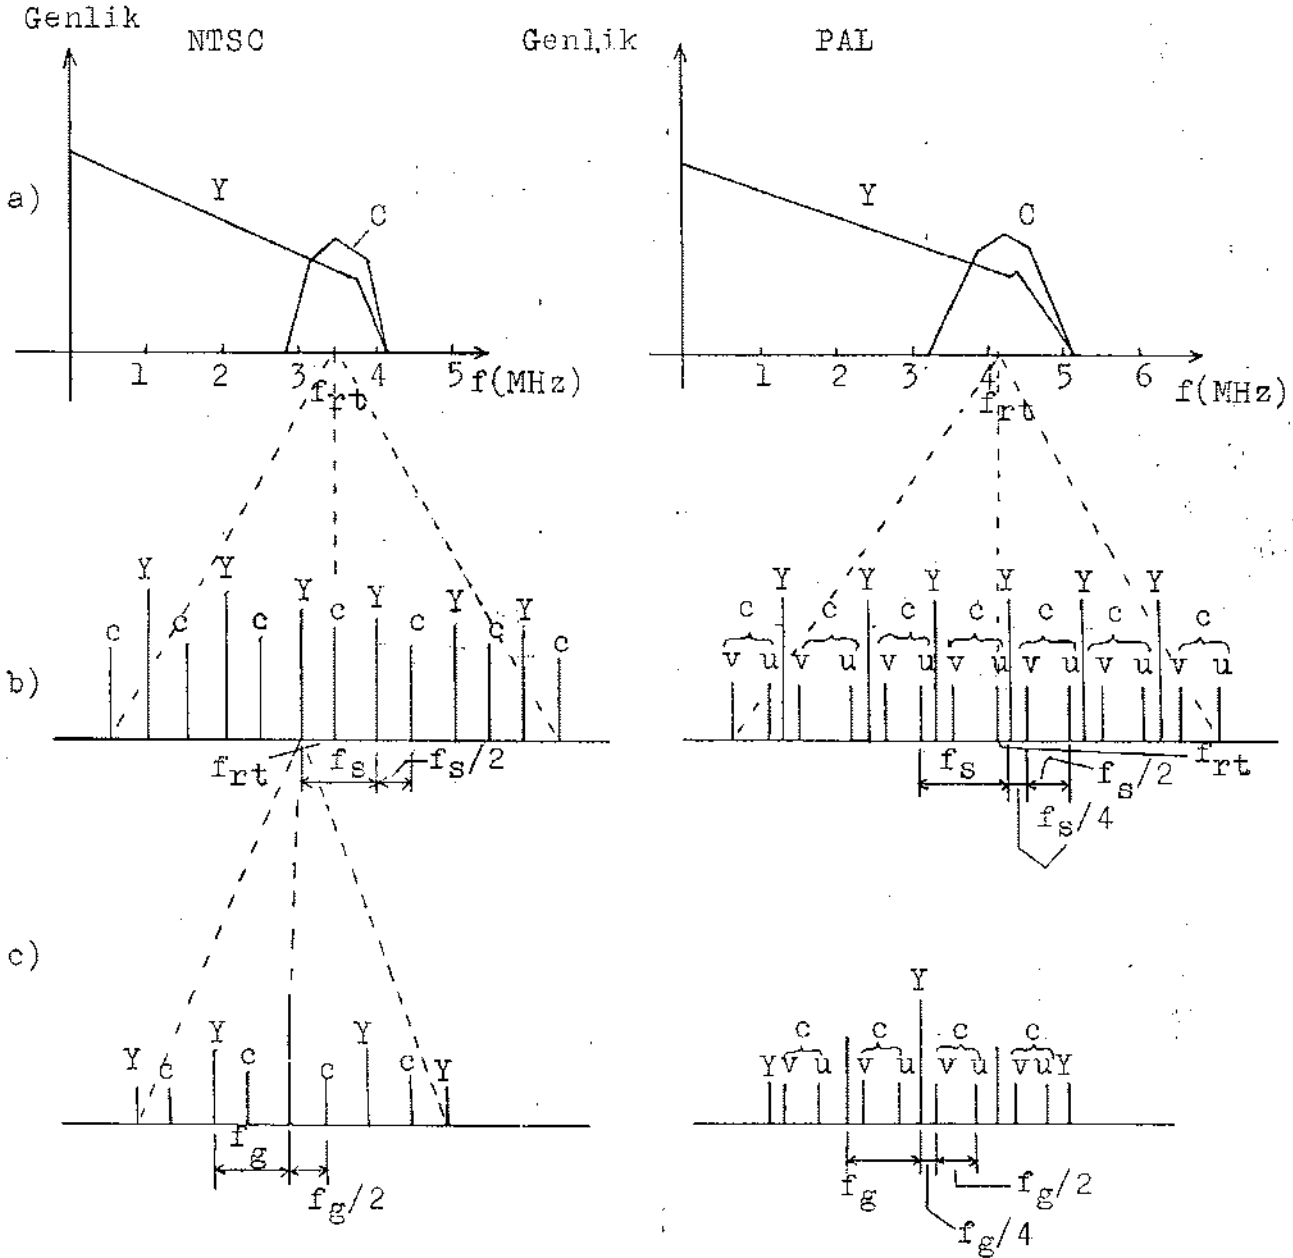 Genlik NTSC Genlik PAL
a) Y C Y C
1 2 3 4 5 f(MHz) 1 2 3 4 5 6 f(MHz)
frt frt
b) c Y c Y c Y c Y c Y c Y c
Y Y Y Y Y Y
c c c c c c c
v u v u v u v u v u v u v u
frt fs fs/2 fs fs/2 frt
fs/4
c) Y c Y c c Y c Y
Y
c c c c
Y v u v u v u v u Y
fg fg/2 fg fg/2
fg/4